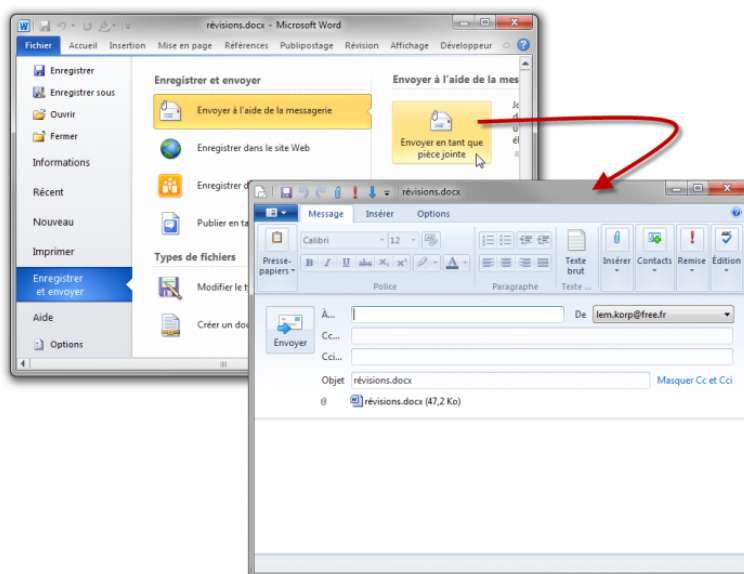 révisions.docx - Microsoft Word
Fichier Accueil Insertion Mise en page Références Publipostage Révision Affichage Développeur
Enregistrer
Enregistrer sous
Ouvrir
Fermer
Informations
Récent
Nouveau
Imprimer
Enregistrer
et envoyer
Aide
Options
Enregistrer et envoyer
Envoyer à l'aide de la messagerie
Enregistrer dans le site Web
Enregistrer d
Publier en ta
Types de fichiers
Modifier le t
Créer un doc
Envoyer à l'aide de la mes
Envoyer en tant que
pièce jointe
révisions.docx
Message Insérer Options
Presse-
papiers
Calibri 12
B I U abc X₂ X² A
Police
Paragraphe
Texte
brut
Texte ...
Insérer Contacts Remise Édition
Envoyer
À...
De lem.korp@free.fr
Cc...
Cci...
Objet révisions.docx Masquer Cc et Cci
révisions.docx (47,2 Ko)